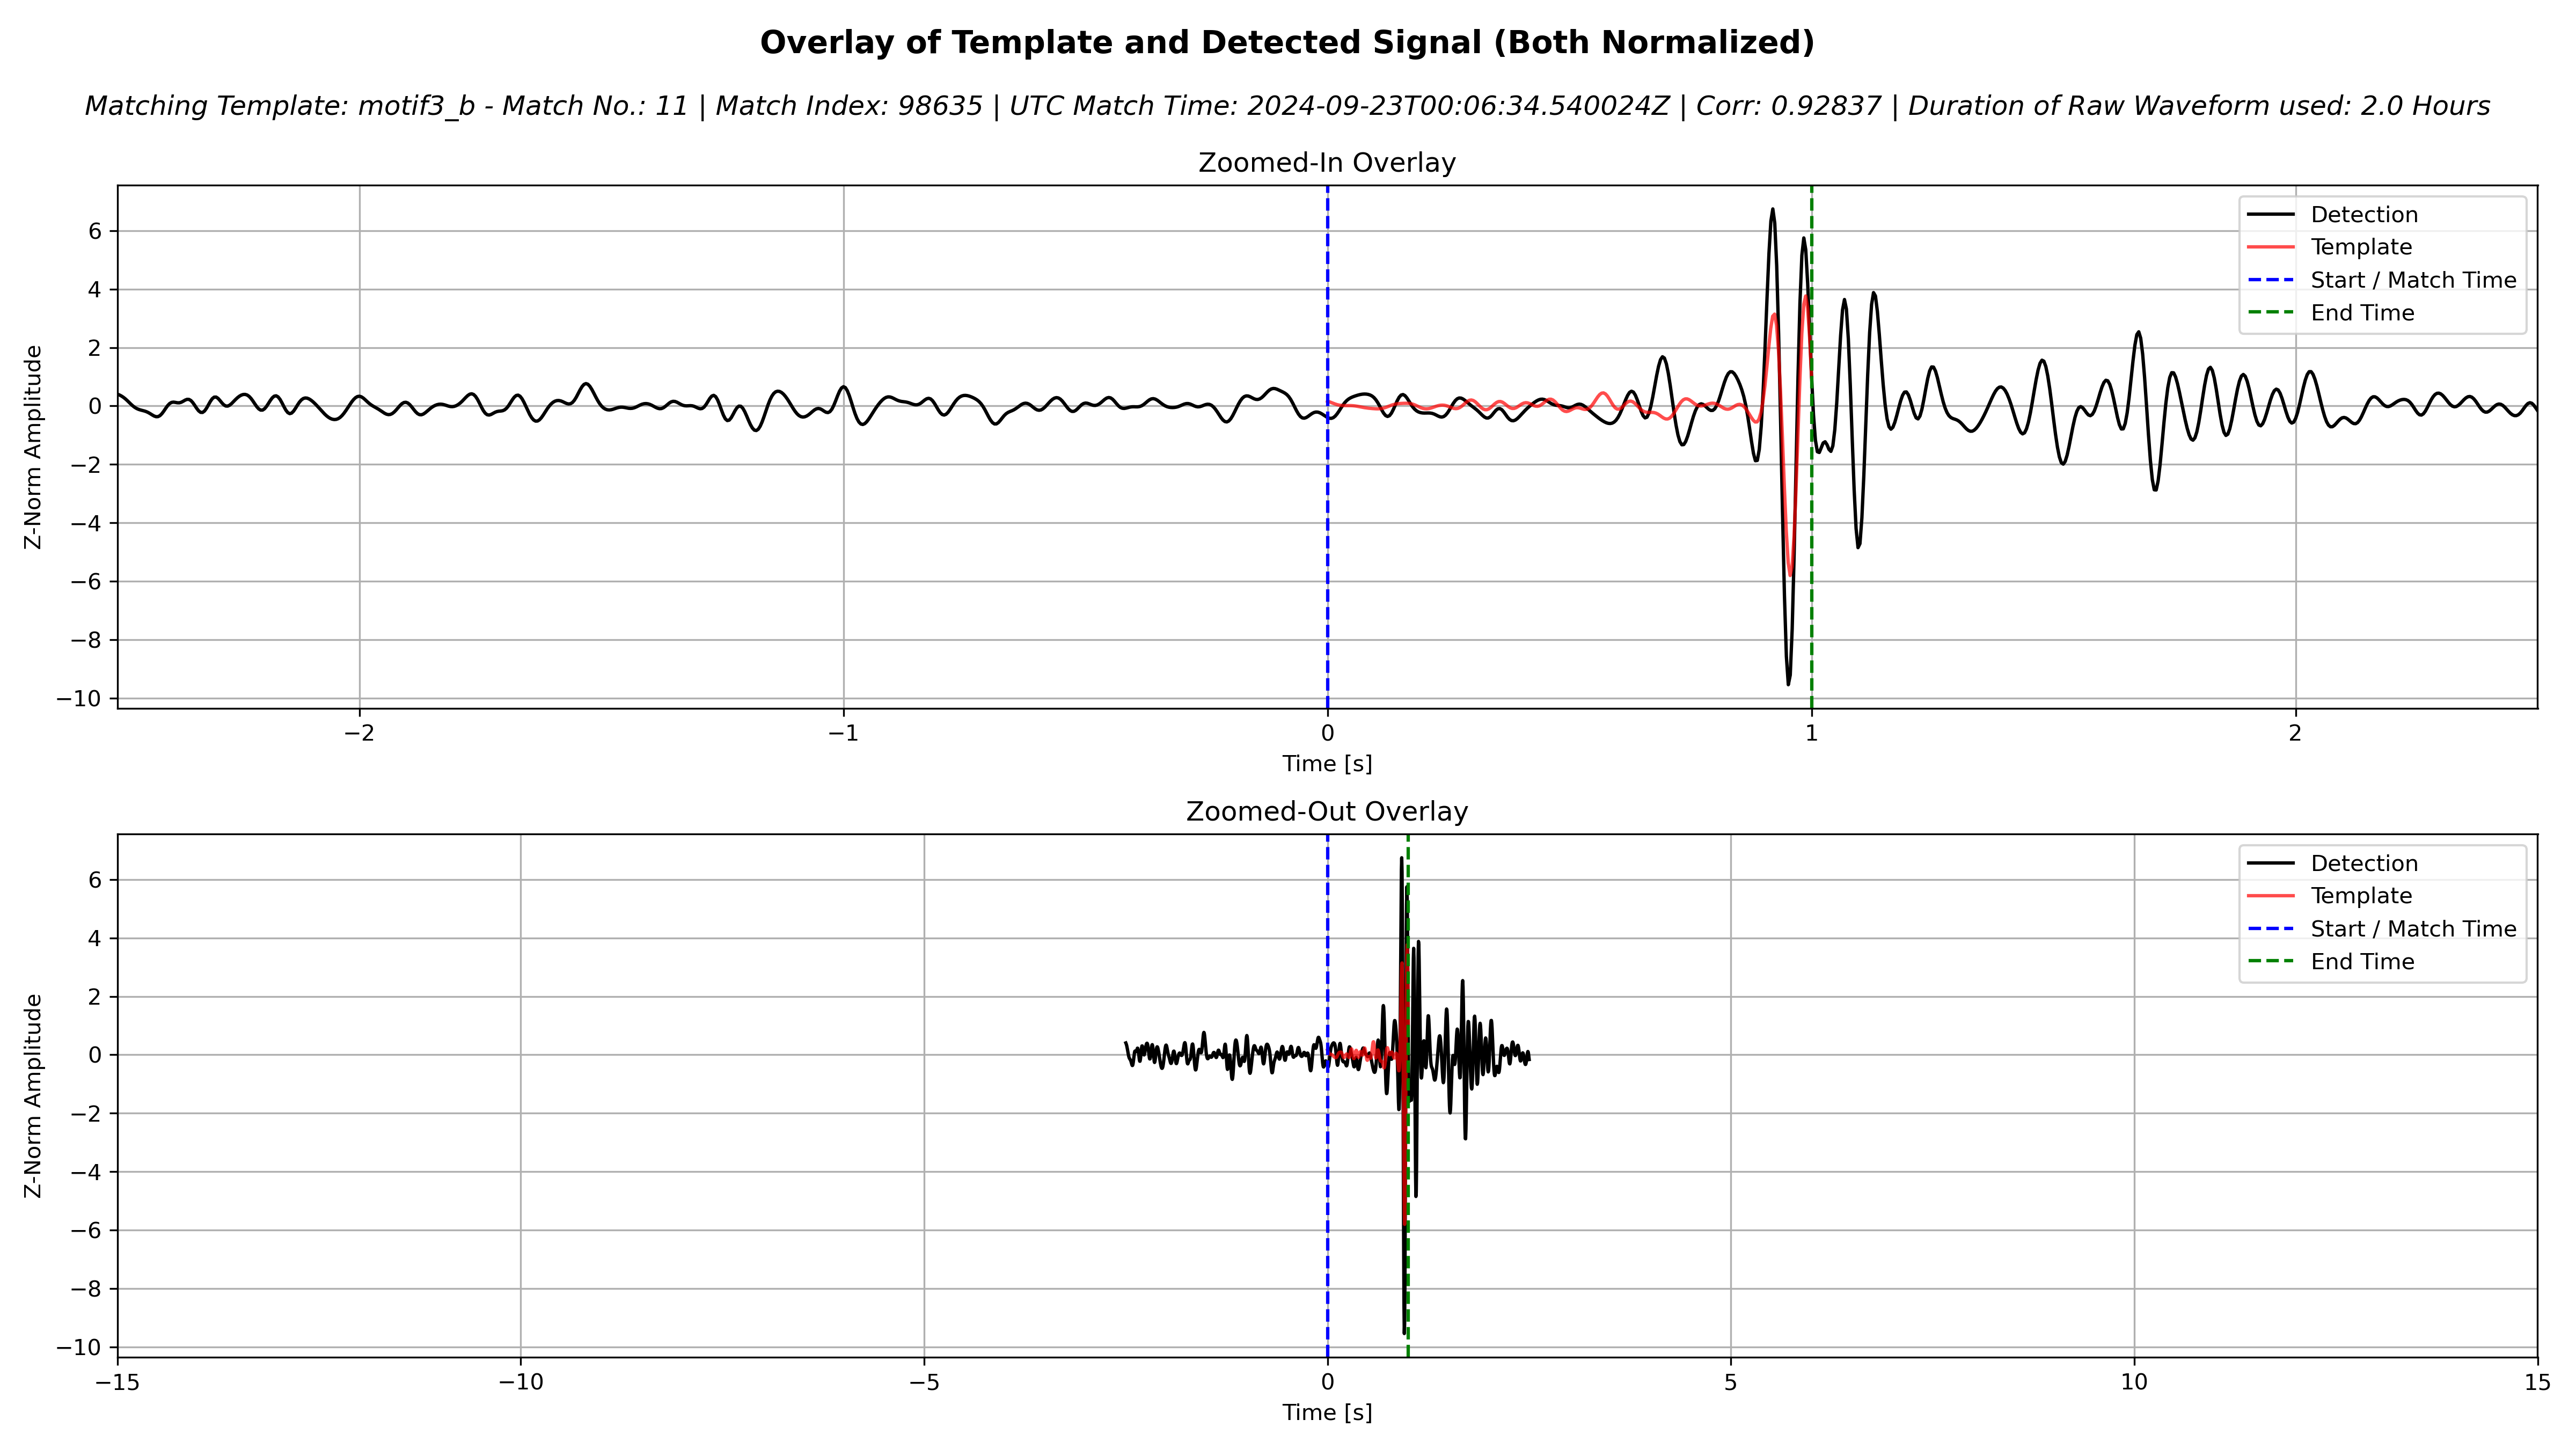 Overlay of Template and Detected Signal (Both Normalized)
Matching Template: motif3_b - Match No.: 11 | Match Index: 98635 | UTC Match Time: 2024-09-23T00:06:34.540024Z | Corr: 0.92837 | Duration of Raw Waveform used: 2.0 Hours
Zoomed-In Overlay
Z-Norm Amplitude
6
4
2
0
−2
−4
−6
−8
−10
Detection
Template
Start / Match Time
End Time
−2
−1
0
1
2
Time [s]
Zoomed-Out Overlay
Z-Norm Amplitude
6
4
2
0
−2
−4
−6
−8
−10
Detection
Template
Start / Match Time
End Time
−15
−10
−5
0
5
10
15
Time [s]